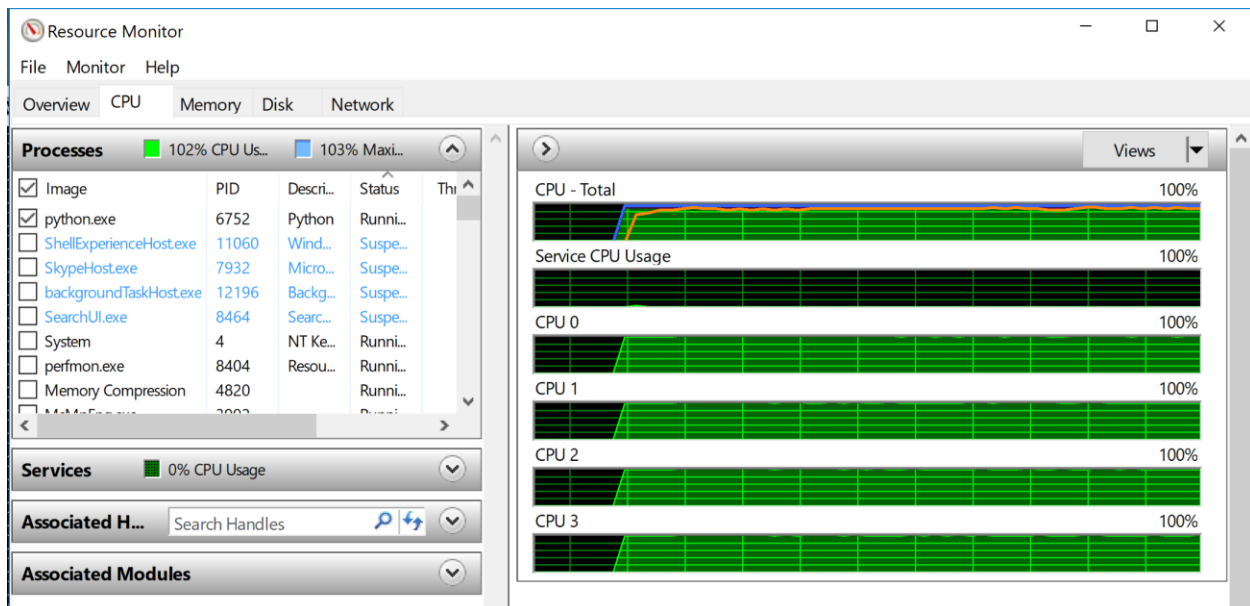 Resource Monitor
File Monitor Help
Overview CPU Memory Disk Network
Processes 102% CPU Us... 103% Maxi...
Image PID Descri... Status Thr
python.exe 6752 Python Runni...
ShellExperienceHost.exe 11060 Wind... Suspe...
SkypeHost.exe 7932 Micro... Suspe...
backgroundTaskHost.exe 12196 Backg... Suspe...
SearchUI.exe 8464 Searc... Suspe...
System 4 NT Ke... Runni...
perfmon.exe 8404 Resou... Runni...
Memory Compression 4820 Runni...
Services 0% CPU Usage
Associated H... Search Handles
Associated Modules
Views
CPU - Total 100%
Service CPU Usage 100%
CPU 0 100%
CPU 1 100%
CPU 2 100%
CPU 3 100%